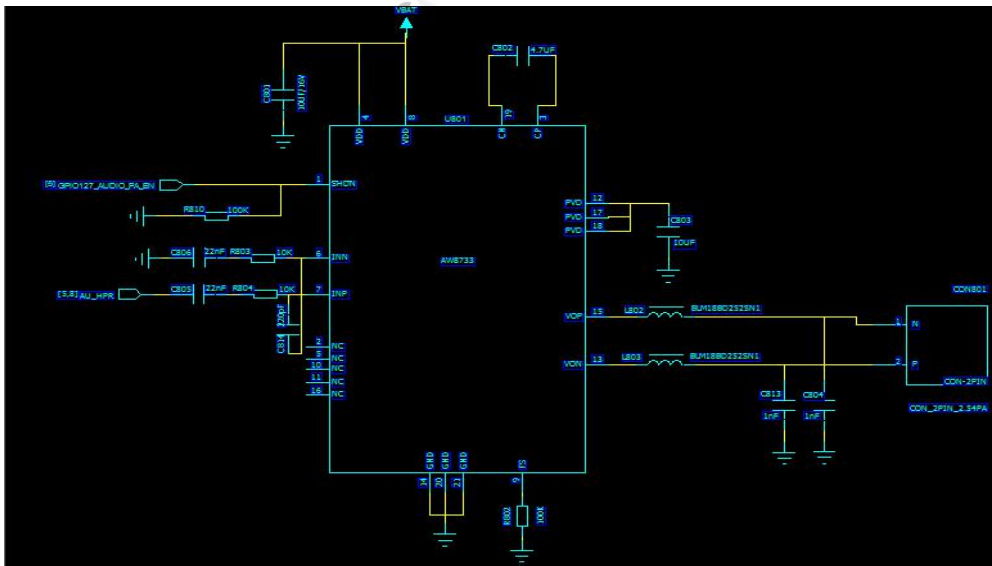 VBAT
C802 4.7UF
C801 10UF/16V
4 8 19 3
U801
VDD VDD CN CP
[6] GPIO127_AUDIO_PA_EN 1 SHDN
R810 100K
PVD 12
PVD 17
PVD 18
C803
10UF
C806 22nF R803 10K 6 INN
AW8733
[5,8] AU_HPR C805 22nF R804 10K 7 INP
C814 220pF
2 NC
5 NC
10 NC
11 NC
16 NC
VOP 15 L802 BLM18BD252SN1
CON801
1 N
VON 13 L803 BLM18BD252SN1
2 P
CON-2PIN
CON_2PIN_2.54PA
C813 C804
1nF 1nF
GND GND GND FS
14 20 21 9
R802 100K